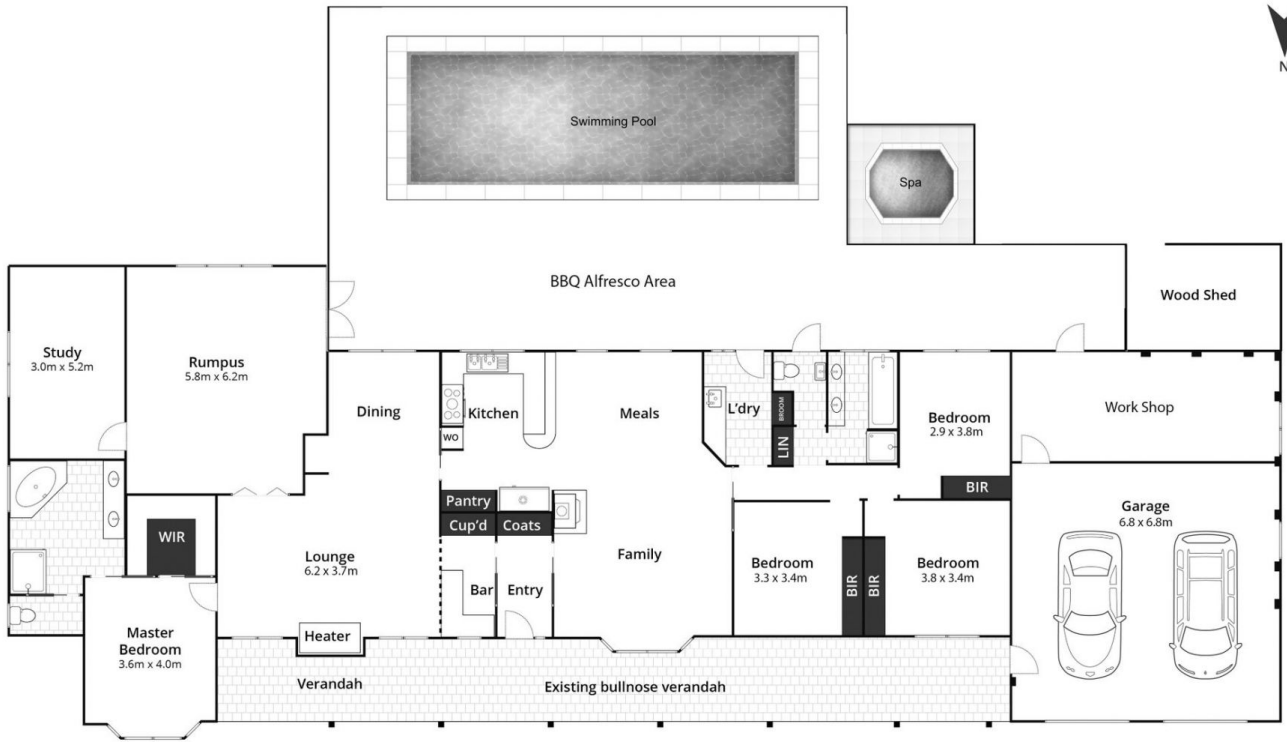 N
Swimming Pool
Spa
BBQ Alfresco Area
Wood Shed
Study
3.0m x 5.2m
Rumpus
5.8m x 6.2m
Dining
Kitchen
WO
Meals
L'dry
BROOM
LIN
Bedroom
2.9 x 3.8m
BIR
Work Shop
Pantry
Cup'd
Coats
WIR
Lounge
6.2 x 3.7m
Bar
Entry
Family
Bedroom
3.3 x 3.4m
BIR
BIR
Bedroom
3.8 x 3.4m
Garage
6.8 x 6.8m
Master
Bedroom
3.6m x 4.0m
Heater
Verandah
Existing bullnose verandah